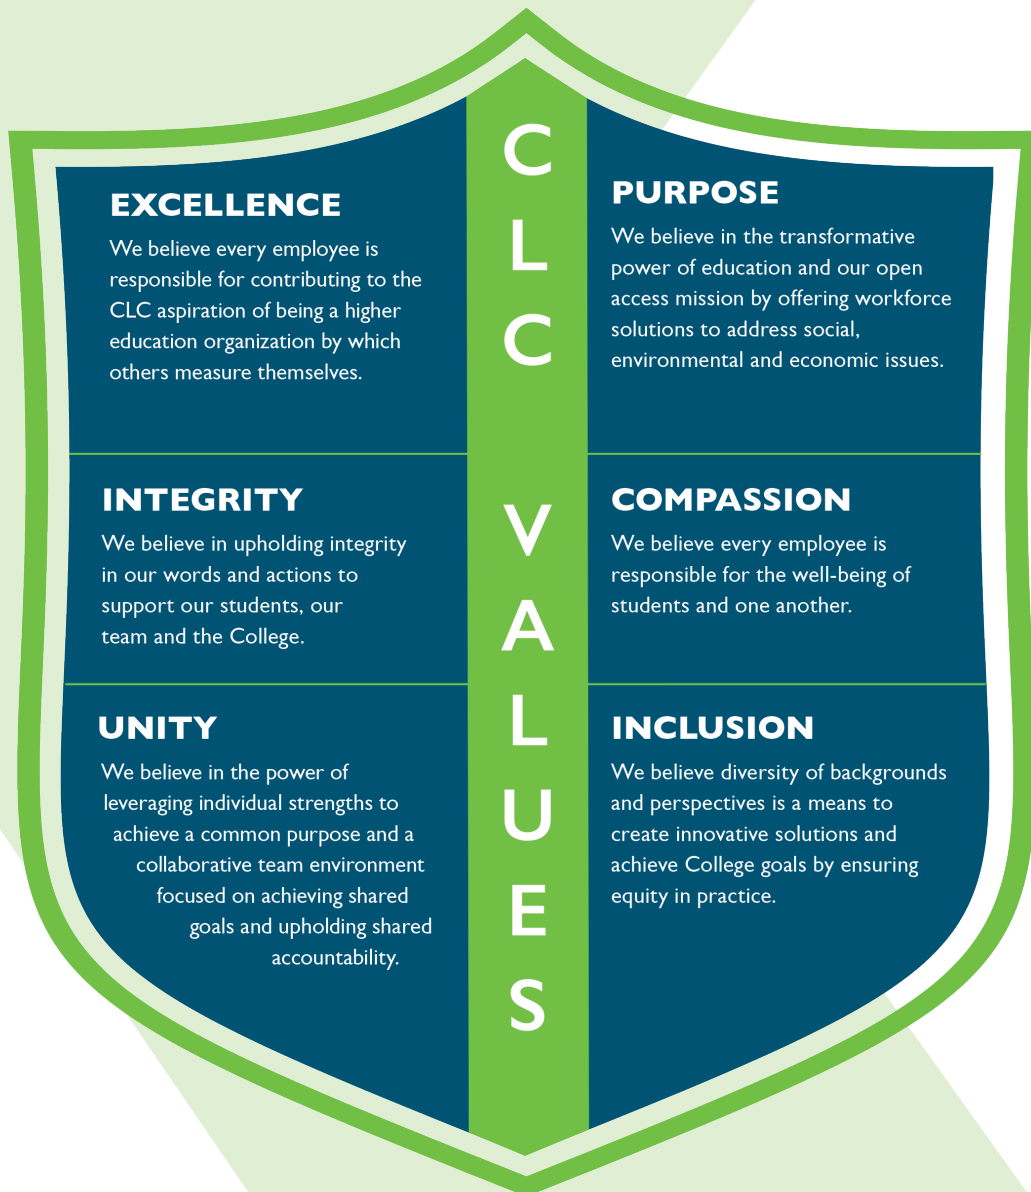 CLC VALUES
EXCELLENCE
We believe every employee is
responsible for contributing to the
CLC aspiration of being a higher
education organization by which
others measure themselves.
PURPOSE
We believe in the transformative
power of education and our open
access mission by offering workforce
solutions to address social,
environmental and economic issues.
INTEGRITY
We believe in upholding integrity
in our words and actions to
support our students, our
team and the College.
COMPASSION
We believe every employee is
responsible for the well-being of
students and one another.
UNITY
We believe in the power of
leveraging individual strengths to
achieve a common purpose and a
collaborative team environment
focused on achieving shared
goals and upholding shared
accountability.
INCLUSION
We believe diversity of backgrounds
and perspectives is a means to
create innovative solutions and
achieve College goals by ensuring
equity in practice.